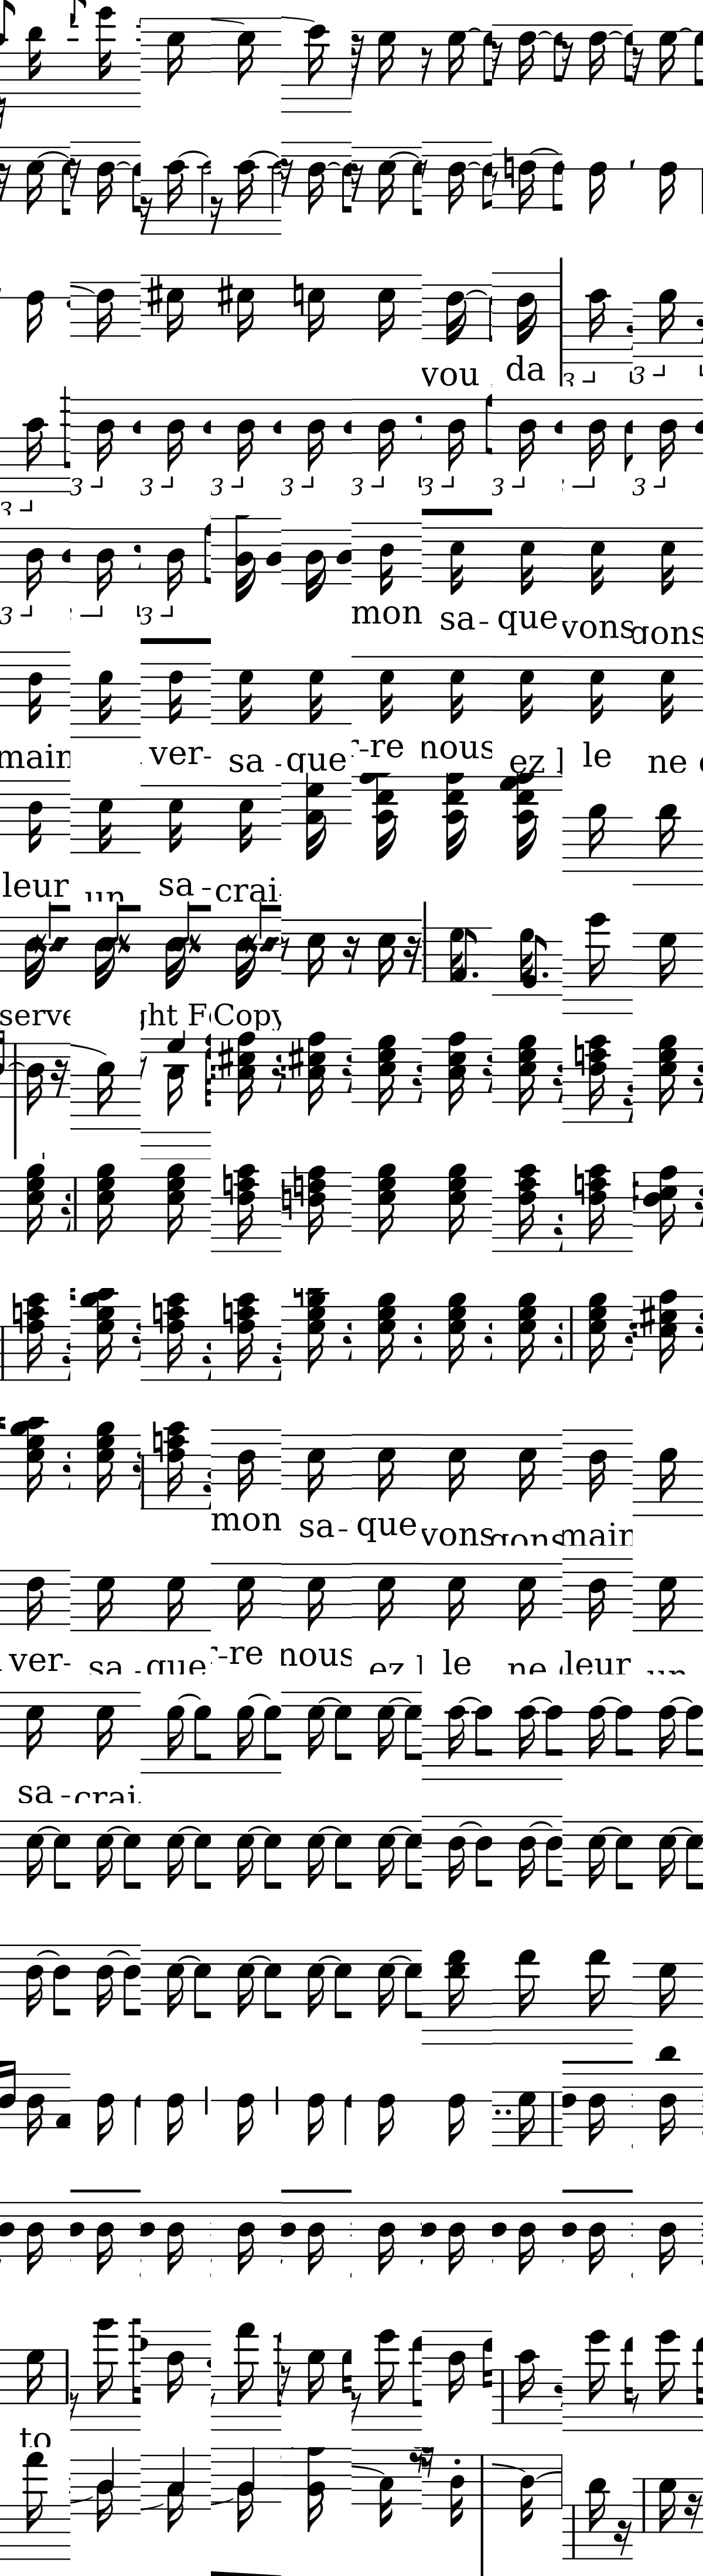 vou da 3 3
3
3 3 3 3 3 3 3 3
3 3
mon sa- que vons gons
main ver- sa - que r-re nous ez le ne
leur un sa - crai-
serve ght F Copy
mon sa- que vons gons main
ver- sa - que r-re nous ez l le ne leur un
sa - crai-
to